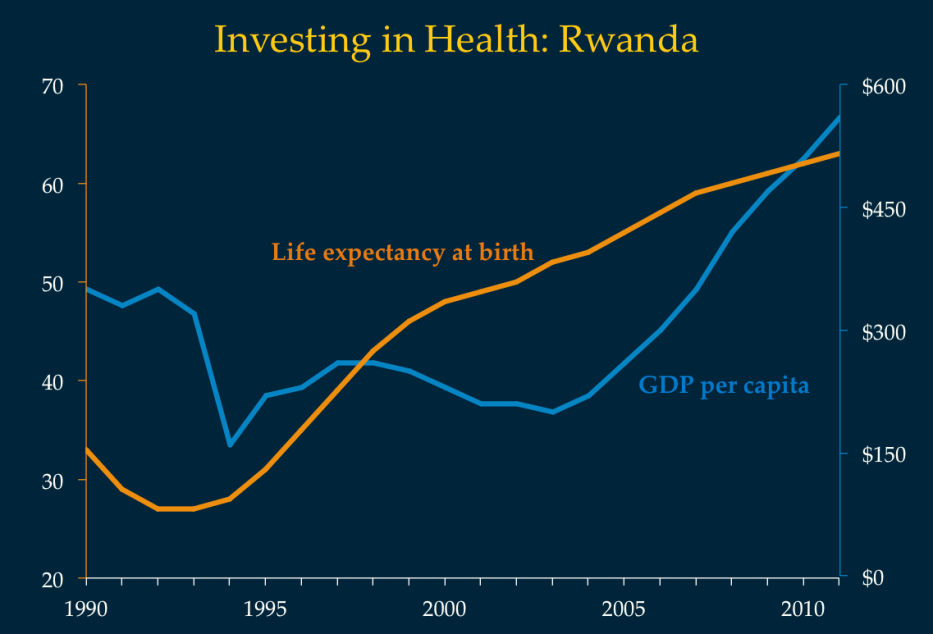 Investing in Health: Rwanda
70
60
50
40
30
20
$600
$450
$300
$150
$0
Life expectancy at birth
GDP per capita
1990 1995 2000 2005 2010